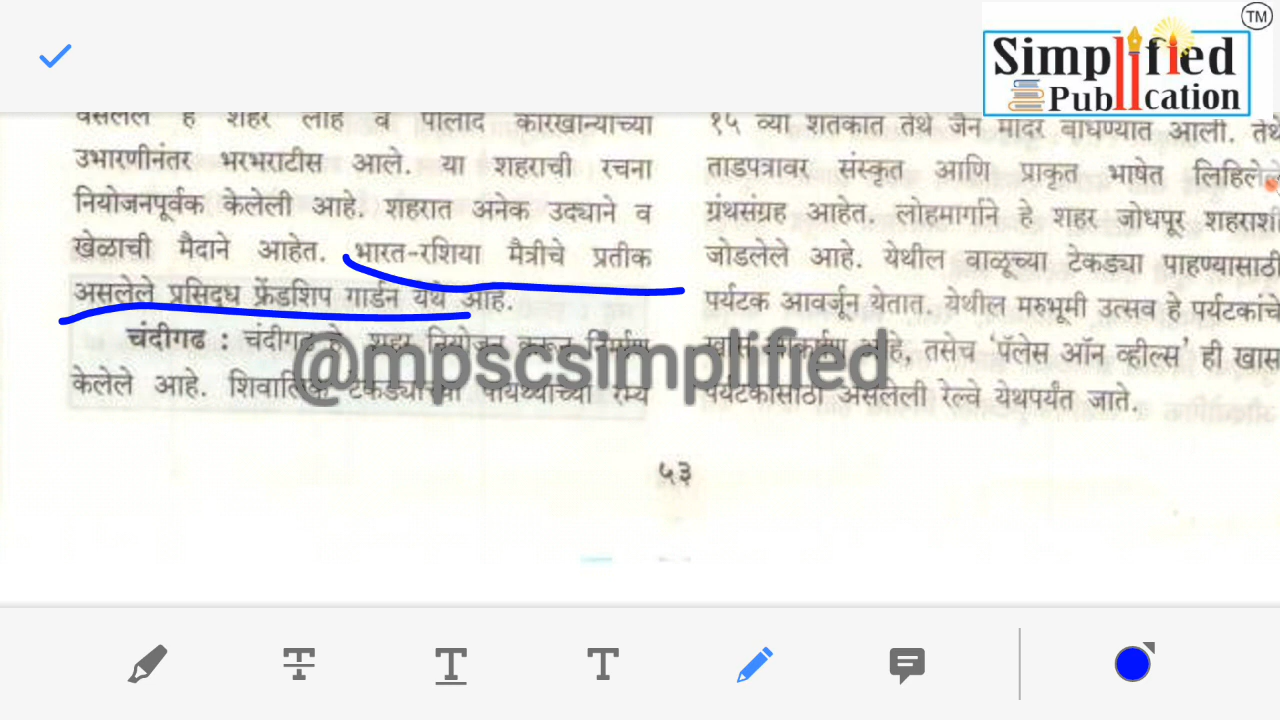 TM
Simplified
Publication
वसलेले हे शहर लोह व पोलाद कारखान्याच्या
उभारणीनंतर भरभराटीस आले. या शहराची रचना
नियोजनपूर्वक केलेली आहे. शहरात अनेक उद्याने व
खेळाची मैदाने आहेत. भारत-रशिया मैत्रीचे प्रतीक
असलेले प्रसिद्ध फ्रेंडशिप गार्डन येथे आहे.
चंदीगढ : चंदीगढ हे शहर नियोजन करून निर्माण
केलेले आहे. शिवालिक टेकड्यांच्या पायथ्याच्या रम्य
१५ व्या शतकात तेथे जैन मंदिर बांधण्यात आली. तेथे
ताडपत्रावर संस्कृत आणि प्राकृत भाषेत लिहिलेले
ग्रंथसंग्रह आहेत. लोहमार्गाने हे शहर जोधपूर शहराशी
जोडलेले आहे. येथील वाळूच्या टेकड्या पाहण्यासाठी
पर्यटक आवर्जून येतात. येथील मरुभूमी उत्सव हे पर्यटकांचे
खास आकर्षण आहे, तसेच 'पॅलेस ऑन व्हील्स' ही खास
पर्यटकांसाठी असलेली रेल्वे येथपर्यंत जाते.
@mpscsimplified
५३